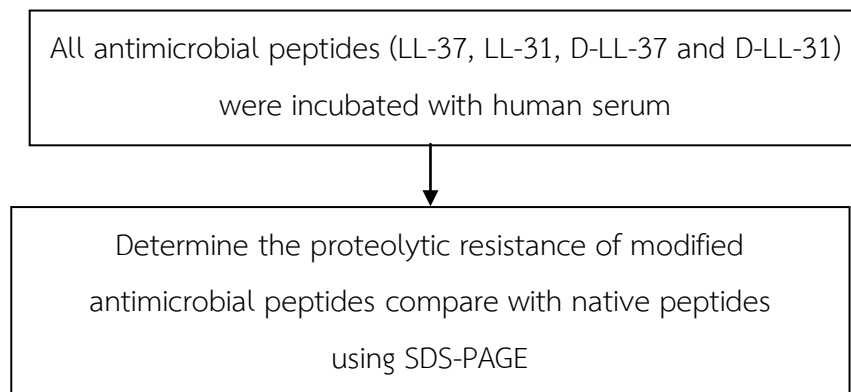 All antimicrobial peptides (LL-37, LL-31, D-LL-37 and D-LL-31)
were incubated with human serum
Determine the proteolytic resistance of modified
antimicrobial peptides compare with native peptides
using SDS-PAGE